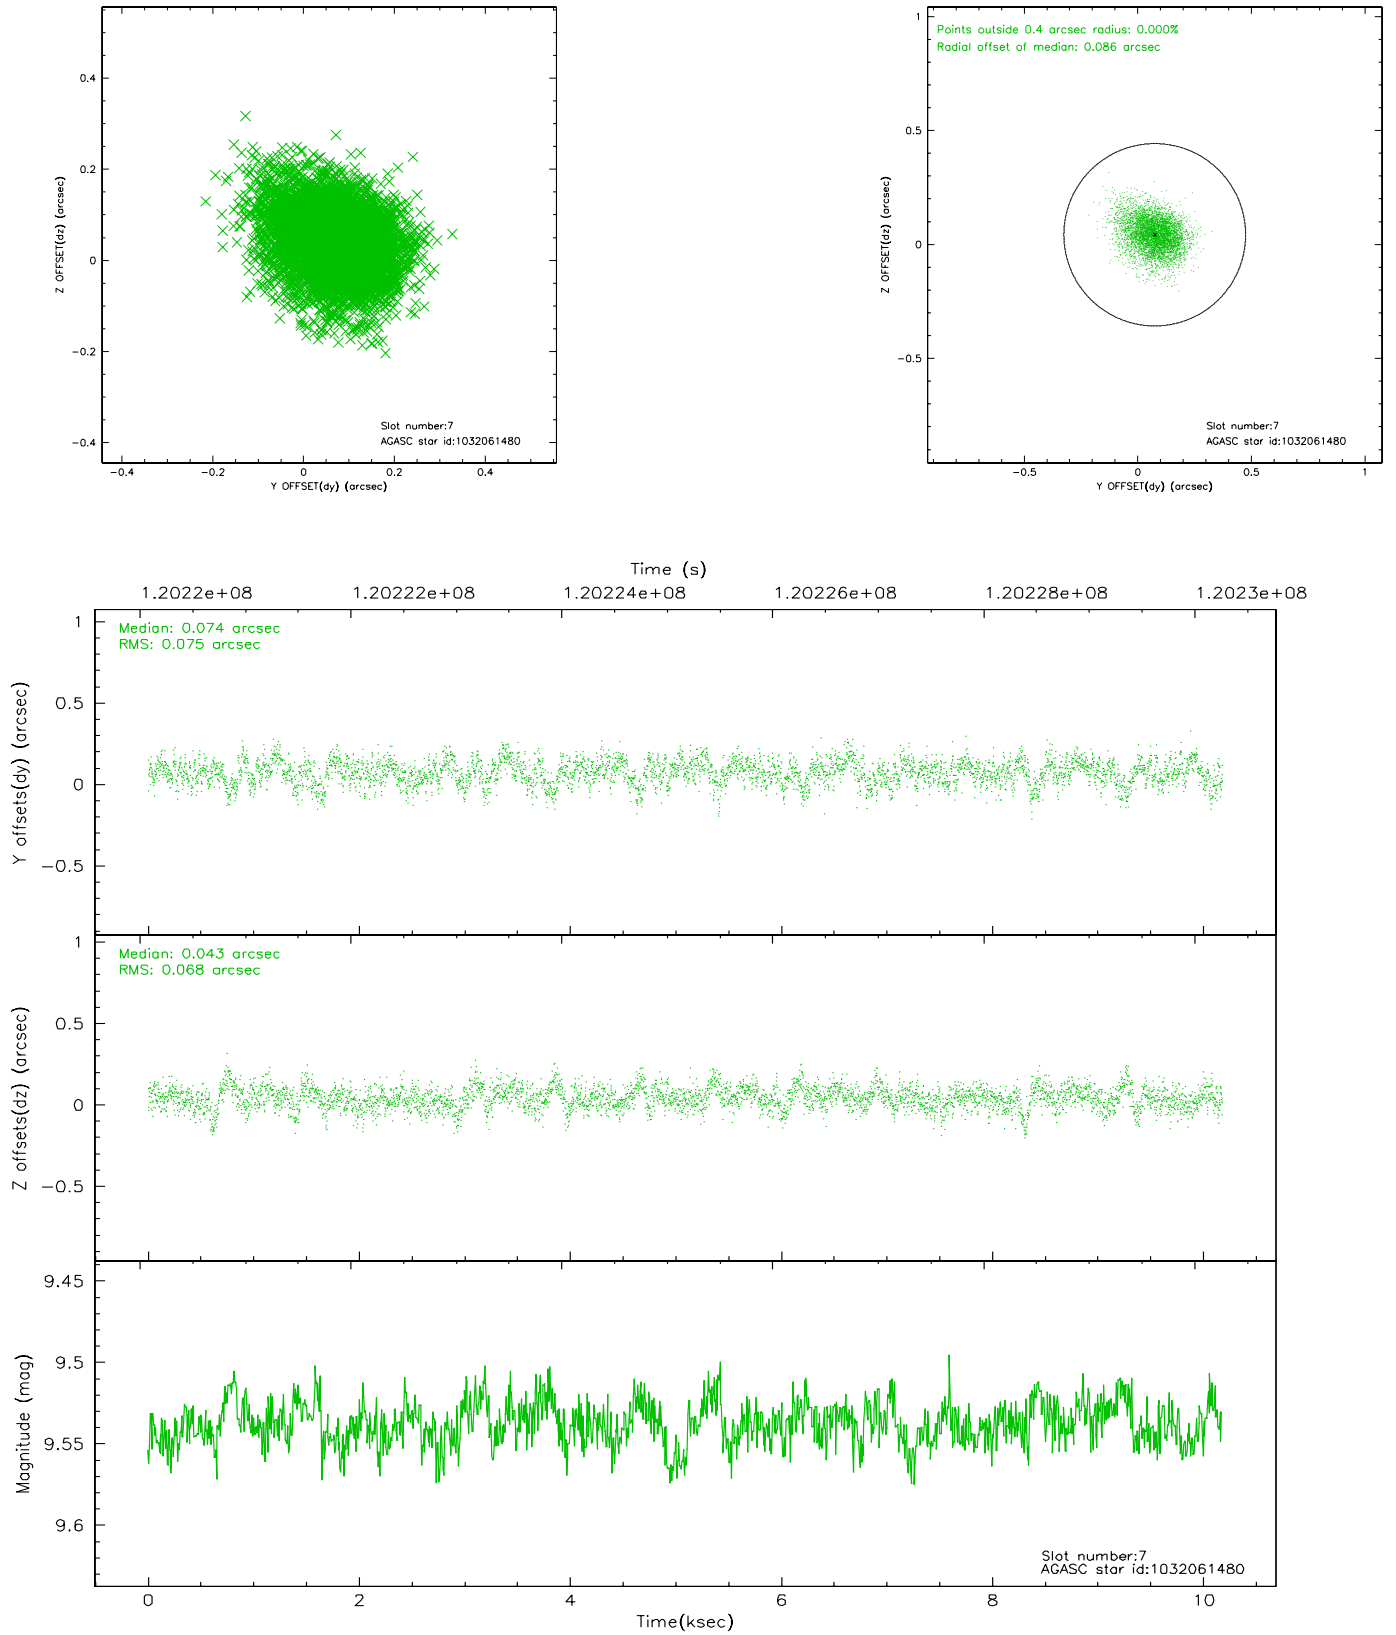 0.4
0.2
0
−0.2
−0.4
Z OFFSET(dz) (arcsec)
Slot number:7
AGASC star id:1032061480
−0.4 −0.2 0 0.2 0.4
Y OFFSET(dy) (arcsec)
Points outside 0.4 arcsec radius: 0.000%
Radial offset of median: 0.086 arcsec
1
0.5
0
−0.5
Z OFFSET(dz) (arcsec)
Slot number:7
AGASC star id:1032061480
−0.5 0 0.5 1
Y OFFSET(dy) (arcsec)
Time (s)
1.2022e+08 1.20222e+08 1.20224e+08 1.20226e+08 1.20228e+08 1.2023e+08
Median: 0.074 arcsec
RMS: 0.075 arcsec
1
0.5
0
−0.5
Y offsets(dy) (arcsec)
Median: 0.043 arcsec
RMS: 0.068 arcsec
1
0.5
0
−0.5
Z offsets(dz) (arcsec)
9.45
9.5
9.55
9.6
Magnitude (mag)
Slot number:7
AGASC star id:1032061480
0 2 4 6 8 10
Time(ksec)